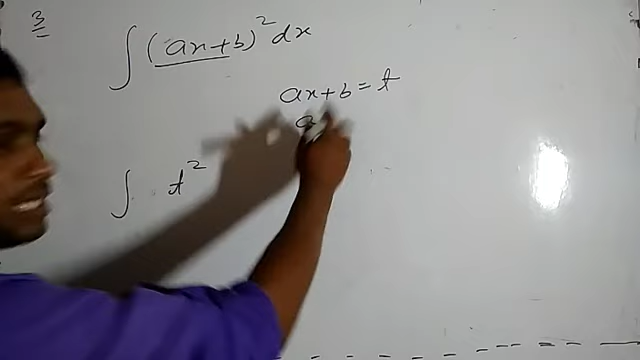 3
∫ (ax+b)² dx
ax+b = t
a
∫ t²